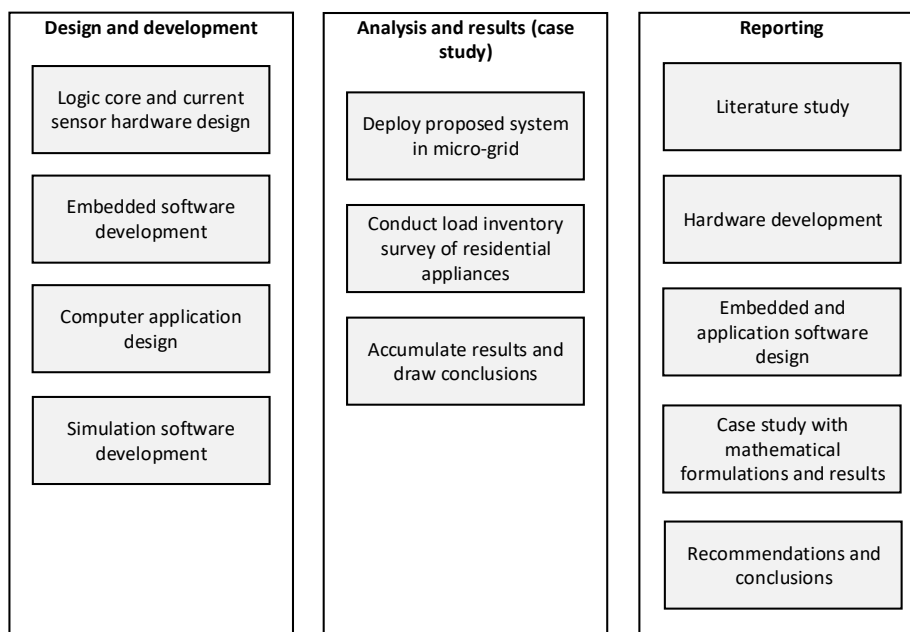 Design and development
Logic core and current
sensor hardware design
Embedded software
development
Computer application
design
Simulation software
development
Analysis and results (case
study)
Deploy proposed system
in micro-grid
Conduct load inventory
survey of residential
appliances
Accumulate results and
draw conclusions
Reporting
Literature study
Hardware development
Embedded and
application software
design
Case study with
mathematical
formulations and results
Recommendations and
conclusions